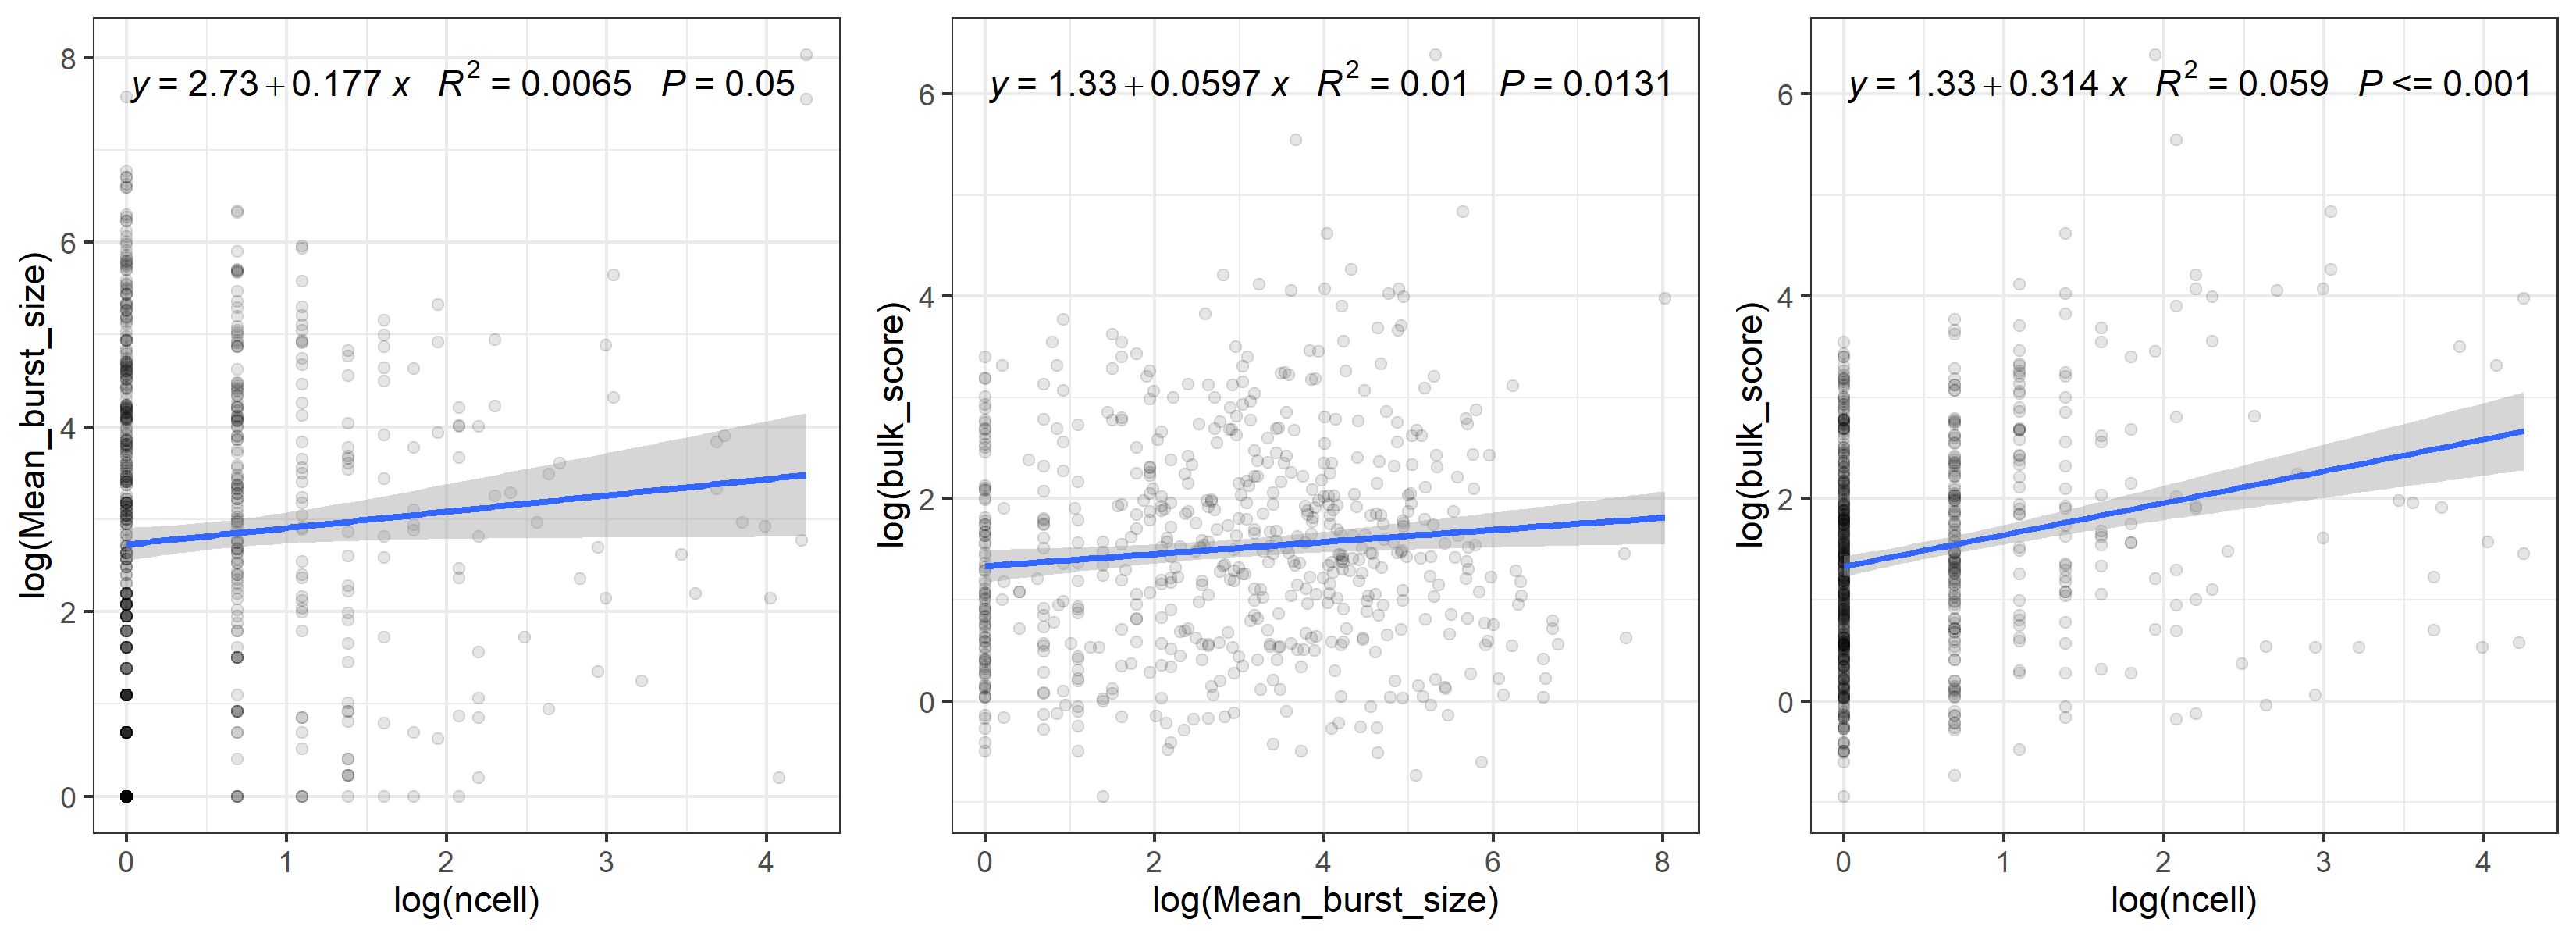 y = 2.73+0.177 x R² = 0.0065 P = 0.05
8
6
4
2
0
0 1 2 3 4
log(Mean_burst_size)
log(ncell)
y = 1.33+0.0597 x R² = 0.01 P = 0.0131
6
4
2
0
0 2 4 6 8
log(bulk_score)
log(Mean_burst_size)
y = 1.33+0.314 x R² = 0.059 P <= 0.001
6
4
2
0
0 1 2 3 4
log(bulk_score)
log(ncell)